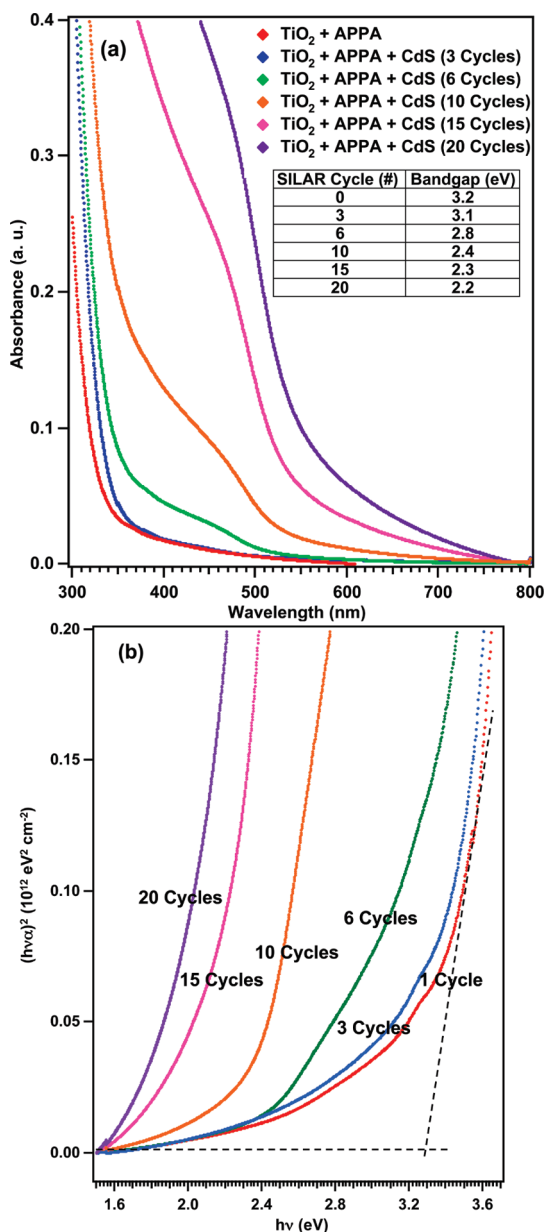 (a)
TiO2 + APPA
TiO2 + APPA + CdS (3 Cycles)
TiO2 + APPA + CdS (6 Cycles)
TiO2 + APPA + CdS (10 Cycles)
TiO2 + APPA + CdS (15 Cycles)
TiO2 + APPA + CdS (20 Cycles)
SILAR Cycle (#) Bandgap (eV)
0 3.2
3 3.1
6 2.8
10 2.4
15 2.3
20 2.2
Absorbance (a. u.)
0.4
0.3
0.2
0.1
0.0
300 400 500 600 700 800
Wavelength (nm)
(b)
(hνα)² (10¹² eV² cm⁻²)
0.20
0.15
0.10
0.05
0.00
20 Cycles
15 Cycles
10 Cycles
6 Cycles
3 Cycles
1 Cycle
1.6 2.0 2.4 2.8 3.2 3.6
hν (eV)